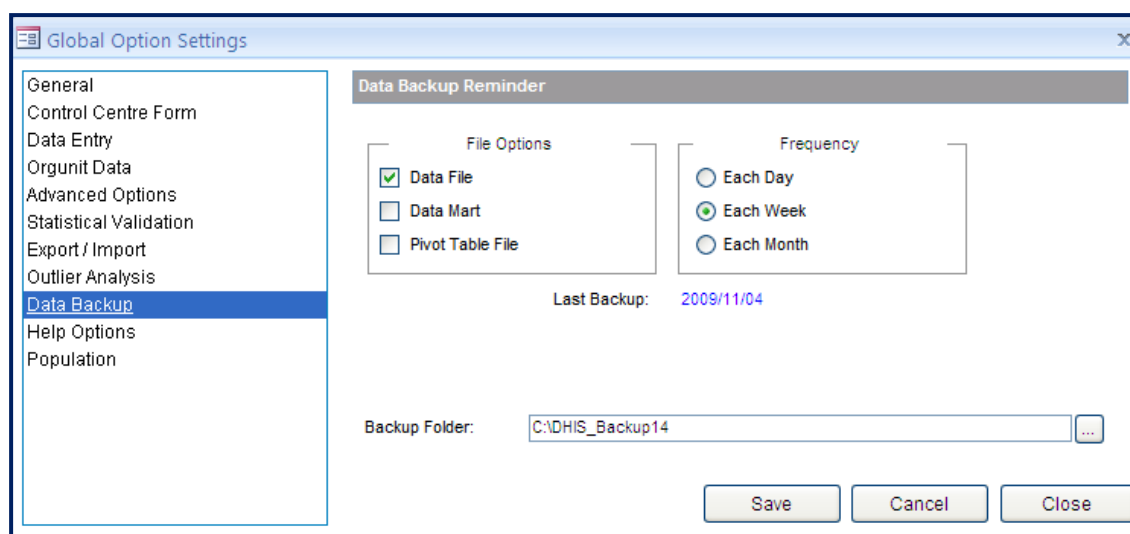 Global Option Settings
x
General
Control Centre Form
Data Entry
Orgunit Data
Advanced Options
Statistical Validation
Export / Import
Outlier Analysis
Data Backup
Help Options
Population
Data Backup Reminder
File Options
Data File
Data Mart
Pivot Table File
Frequency
Each Day
Each Week
Each Month
Last Backup: 2009/11/04
Backup Folder: C:\DHIS_Backup14 ...
Save Cancel Close